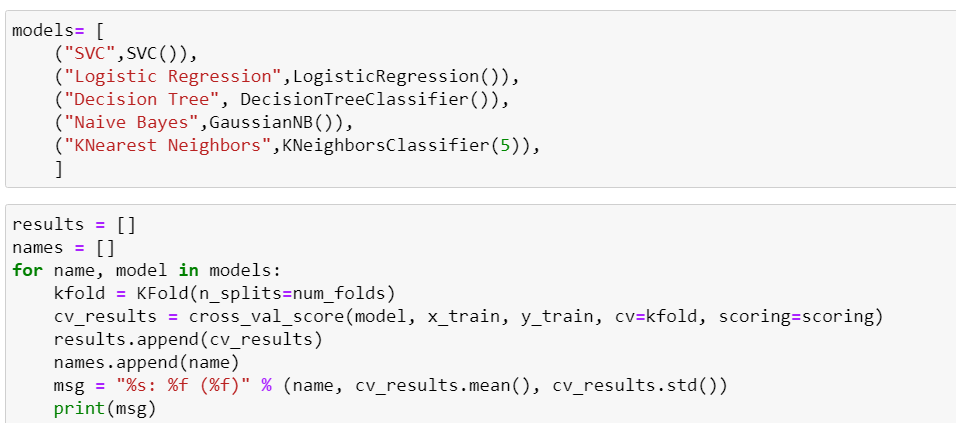 models= [
    ("SVC",SVC()),
    ("Logistic Regression",LogisticRegression()),
    ("Decision Tree", DecisionTreeClassifier()),
    ("Naive Bayes",GaussianNB()),
    ("KNearest Neighbors",KNeighborsClassifier(5)),
    ]
results = []
names = []
for name, model in models:
    kfold = KFold(n_splits=num_folds)
    cv_results = cross_val_score(model, x_train, y_train, cv=kfold, scoring=scoring)
    results.append(cv_results)
    names.append(name)
    msg = "%s: %f (%f)" % (name, cv_results.mean(), cv_results.std())
    print(msg)